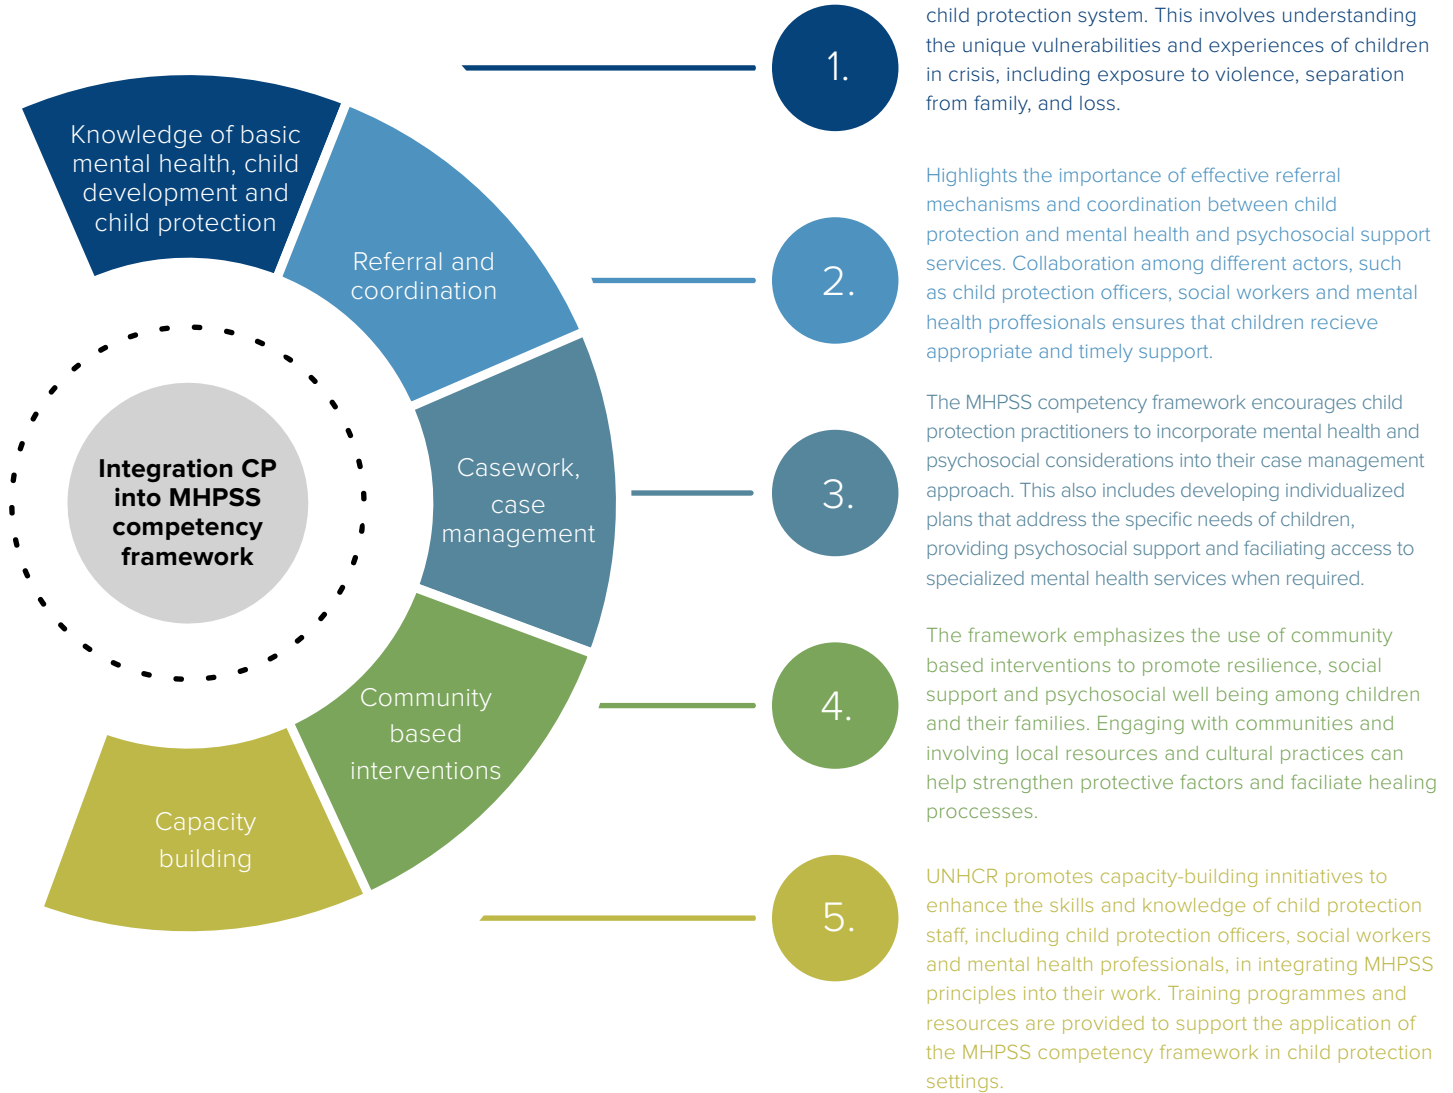 child protection system. This involves understanding
the unique vulnerabilities and experiences of children
in crisis, including exposure to violence, separation
from family, and loss.
1.
Knowledge of basic
mental health, child
development and
child protection
Highlights the importance of effective referral
mechanisms and coordination between child
protection and mental health and psychosocial support
services. Collaboration among different actors, such
as child protection officers, social workers and mental
health proffesionals ensures that children recieve
appropriate and timely support.
2.
Referral and
coordination
The MHPSS competency framework encourages child
protection practitioners to incorporate mental health and
psychosocial considerations into their case management
approach. This also includes developing individualized
plans that address the specific needs of children,
providing psychosocial support and faciliating access to
specialized mental health services when required.
3.
Casework,
case
management
Integration CP
into MHPSS
competency
framework
The framework emphasizes the use of community
based interventions to promote resilience, social
support and psychosocial well being among children
and their families. Engaging with communities and
involving local resources and cultural practices can
help strengthen protective factors and faciliate healing
proccesses.
4.
Community
based
interventions
UNHCR promotes capacity-building innitiatives to
enhance the skills and knowledge of child protection
staff, including child protection officers, social workers
and mental health professionals, in integrating MHPSS
principles into their work. Training programmes and
resources are provided to support the application of
the MHPSS competency framework in child protection
settings.
5.
Capacity
building